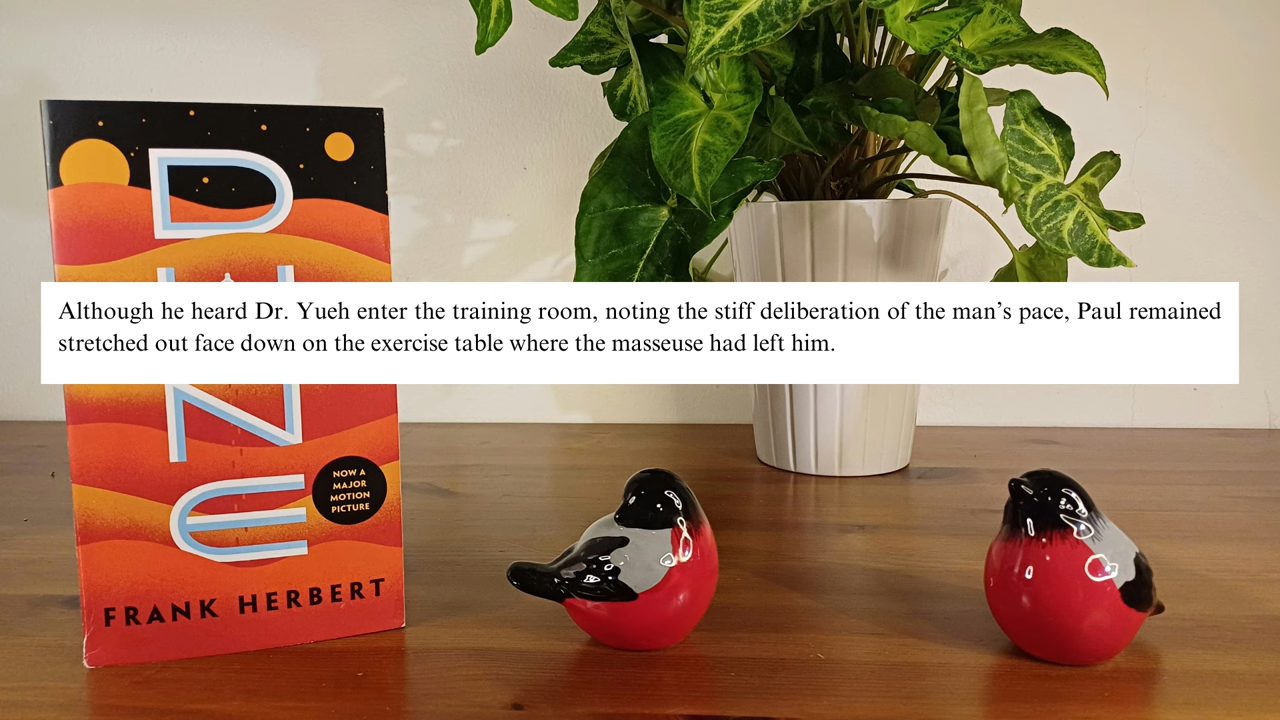 DUNE
Although he heard Dr. Yueh enter the training room, noting the stiff deliberation of the man’s pace, Paul remained
stretched out face down on the exercise table where the masseuse had left him.
NOW A
MAJOR
MOTION
PICTURE
FRANK HERBERT